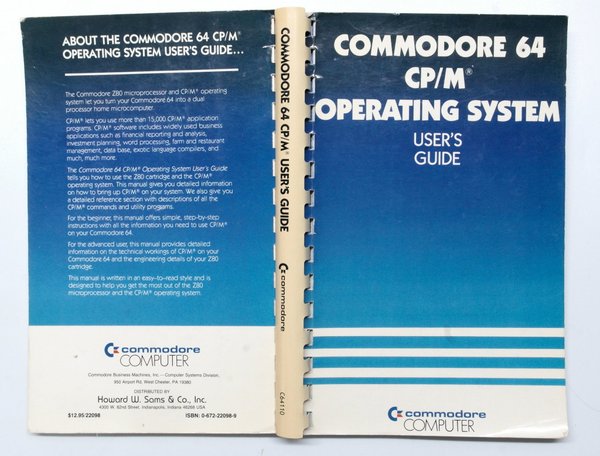 ABOUT THE COMMODORE 64 CP/M®
OPERATING SYSTEM USER'S GUIDE...
The Commodore Z80 microprocessor and CP/M® operating
system let you turn your Commodore 64 into a dual
processor home microcomputer.
CP/M® lets you use more than 15,000 CP/M® application
programs. CP/M® software includes widely used business
applications such as financial reporting and analysis,
investment planning, word processing, farm and restaurant
management, data base, exotic language compilers, and
much, much more.
The Commodore 64 CP/M® Operating System User's Guide
tells you how to use the Z80 cartridge and the CP/M®
operating system. This manual gives you detailed information
on how to bring up CP/M® on your system. We also give you
a detailed reference section with descriptions of all the
CP/M® commands and utility programs.
For the beginner, this manual offers simple, step-by-step
instructions with all the information you need to use CP/M®
on your Commodore 64.
For the advanced user, this manual provides detailed
information on the technical workings of CP/M® on your
Commodore 64 and the engineering details of your Z80
cartridge.
This manual is written in an easy-to-read style and is
designed to help you get the most out of the Z80
microprocessor and the CP/M® operating system.
commodore
COMPUTER
Commodore Business Machines, Inc.—Computer Systems Division,
950 Airport Rd, West Chester, PA 19380
DISTRIBUTED BY
Howard W. Sams & Co., Inc.
4300 W. 62nd Street, Indianapolis, Indiana 46268 USA
$12.95/22098 ISBN: 0-672-22098-9
COMMODORE 64 CP/M® USER'S GUIDE
commodore
C64110
COMMODORE 64
CP/M®
OPERATING SYSTEM
USER'S
GUIDE
commodore
COMPUTER